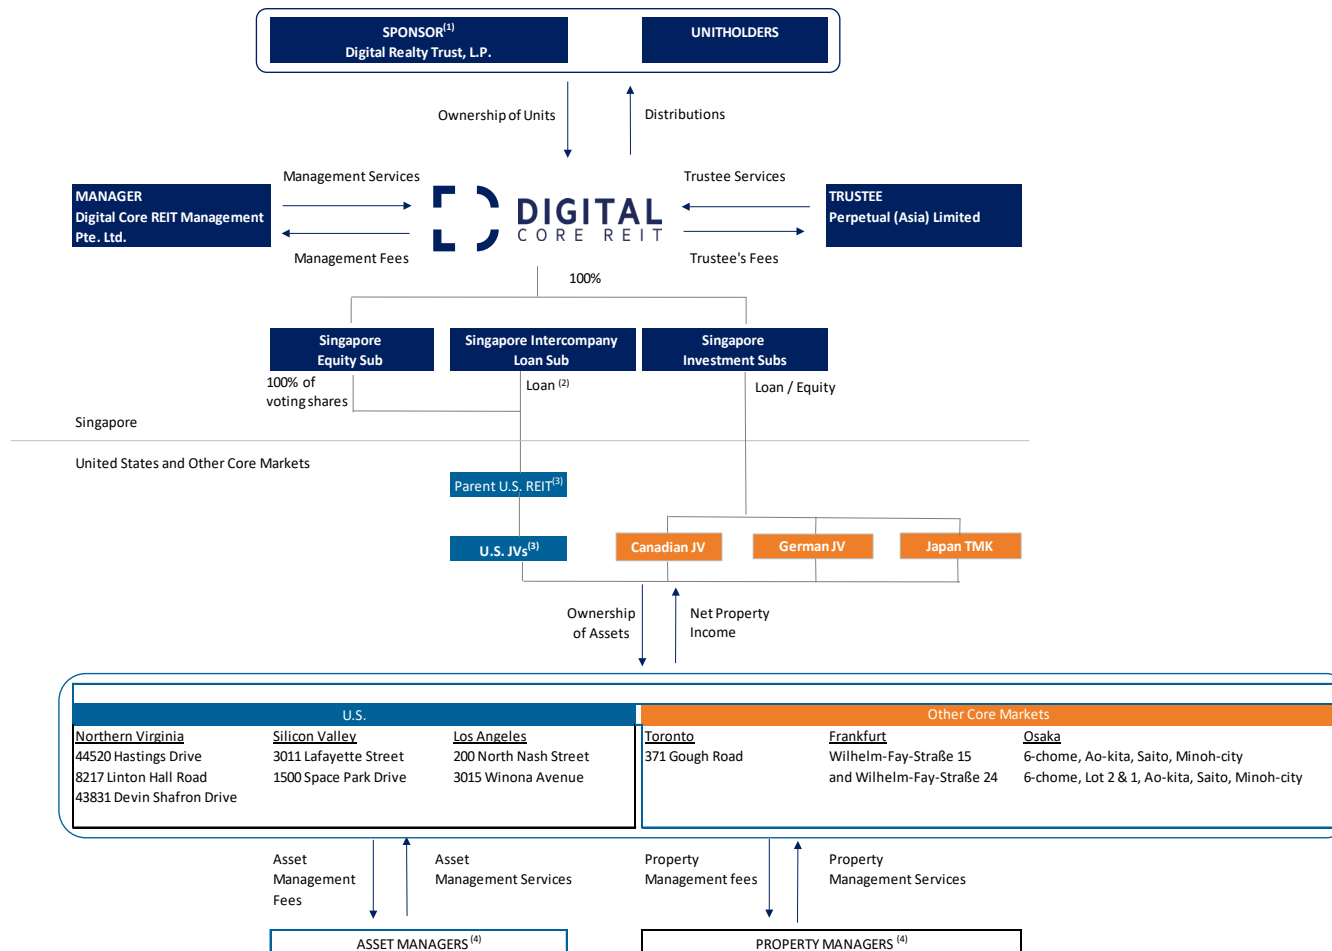 SPONSOR(1)
Digital Realty Trust, L.P.
UNITHOLDERS
Ownership of Units
Distributions
MANAGER
Digital Core REIT Management
Pte. Ltd.
Management Services
Management Fees
DIGITAL
CORE REIT
Trustee Services
Trustee's Fees
TRUSTEE
Perpetual (Asia) Limited
100%
Singapore
Equity Sub
Singapore Intercompany
Loan Sub
Singapore
Investment Subs
100% of
voting shares
Loan (2)
Loan / Equity
Singapore
United States and Other Core Markets
Parent U.S. REIT(3)
U.S. JVs(3)
Canadian JV
German JV
Japan TMK
Ownership
of Assets
Net Property
Income
U.S.
Other Core Markets
Northern Virginia
44520 Hastings Drive
8217 Linton Hall Road
43831 Devin Shafron Drive
Silicon Valley
3011 Lafayette Street
1500 Space Park Drive
Los Angeles
200 North Nash Street
3015 Winona Avenue
Toronto
371 Gough Road
Frankfurt
Wilhelm-Fay-Straße 15
and Wilhelm-Fay-Straße 24
Osaka
6-chome, Ao-kita, Saito, Minoh-city
6-chome, Lot 2 & 1, Ao-kita, Saito, Minoh-city
Asset
Management
Fees
Asset
Management Services
Property
Management fees
Property
Management Services
ASSET MANAGERS (4)
PROPERTY MANAGERS (4)